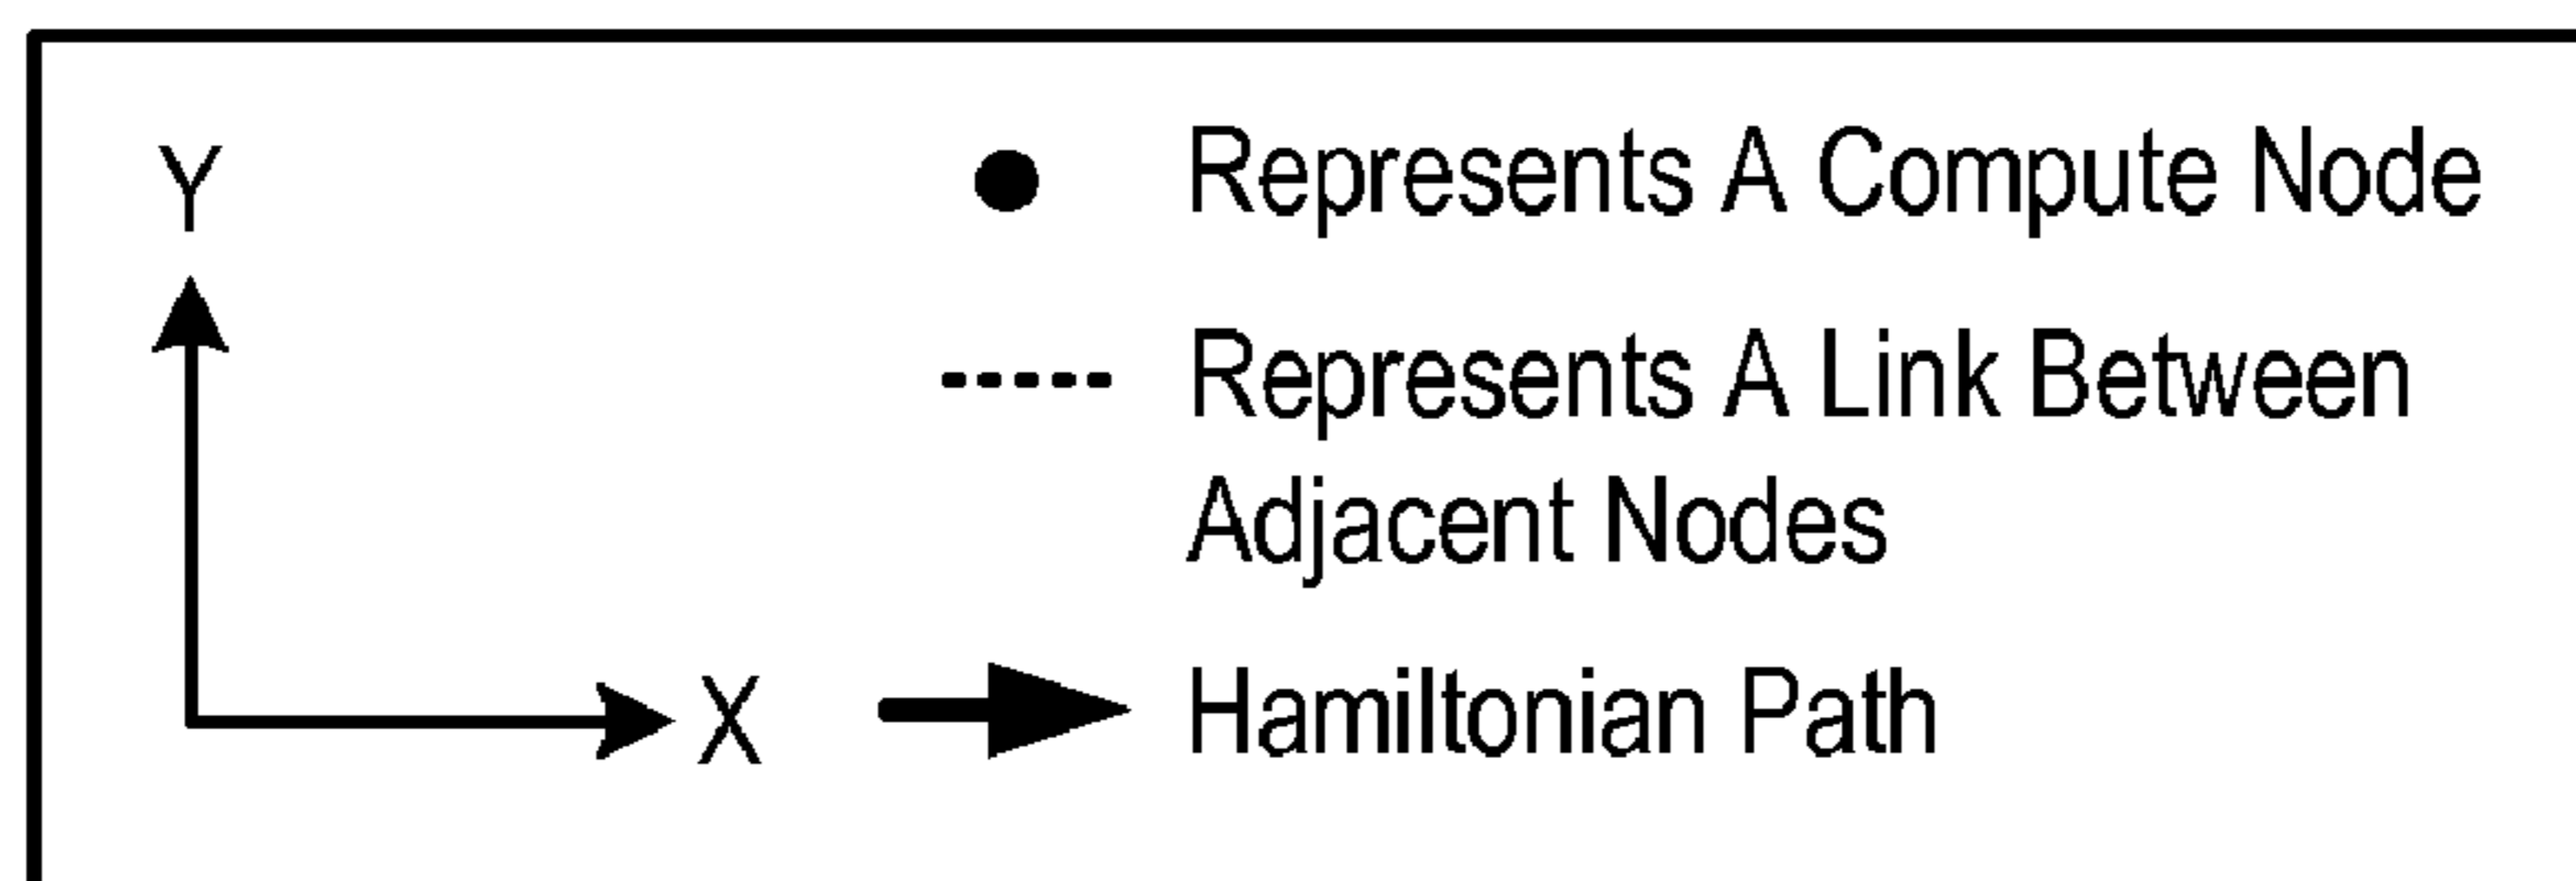 Y
Represents A Compute Node
Represents A Link Between
Adjacent Nodes
X
Hamiltonian Path